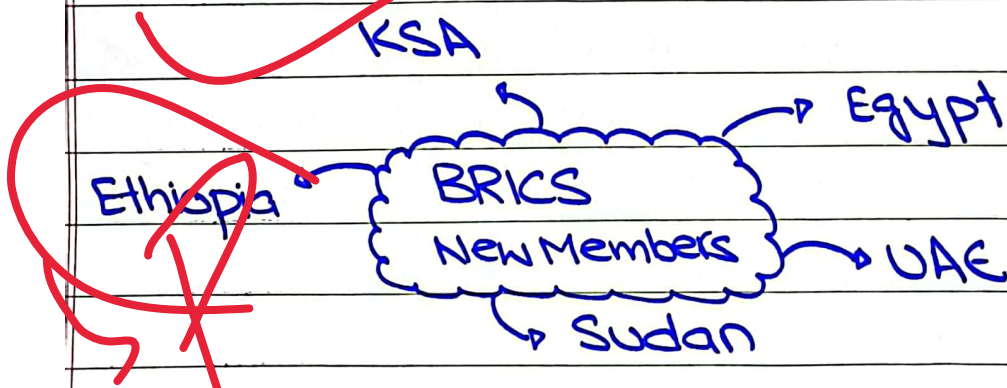 KSA
Egypt
Ethiopia
BRICS
New Members
UAE
Sudan